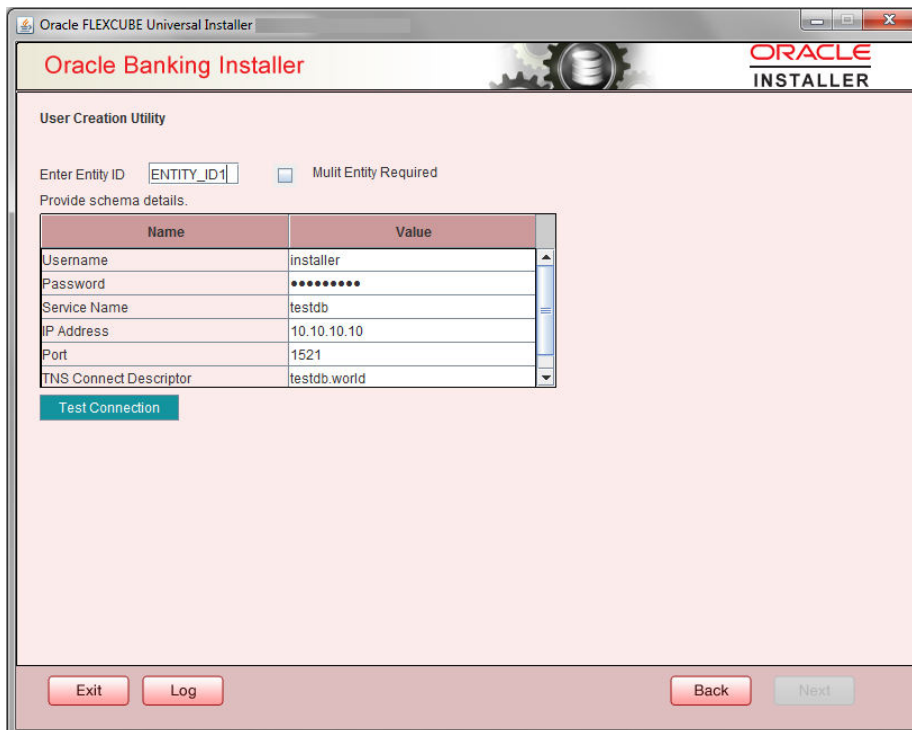 Oracle FLEXCUBE Universal Installer
Oracle Banking Installer
ORACLE
INSTALLER
User Creation Utility
Enter Entity ID ENTITY_ID1 Mulit Entity Required
Provide schema details.
Name Value
Username installer
Password •••••••••
Service Name testdb
IP Address 10.10.10.10
Port 1521
TNS Connect Descriptor testdb.world
Test Connection
Exit Log Back Next